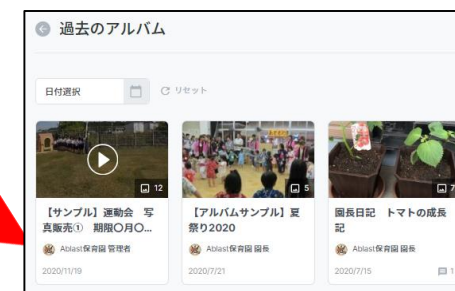 過去のアルバム
日付選択
リセット
12
5
7
【サンプル】運動会 写
真販売① 期限〇月〇...
【アルバムサンプル】夏
祭り2020
園長日記 トマトの成長
記
Ablast保育園 管理者
Ablast保育園 園長
Ablast保育園 園長
2020/11/19
2020/7/21
2020/7/15
1